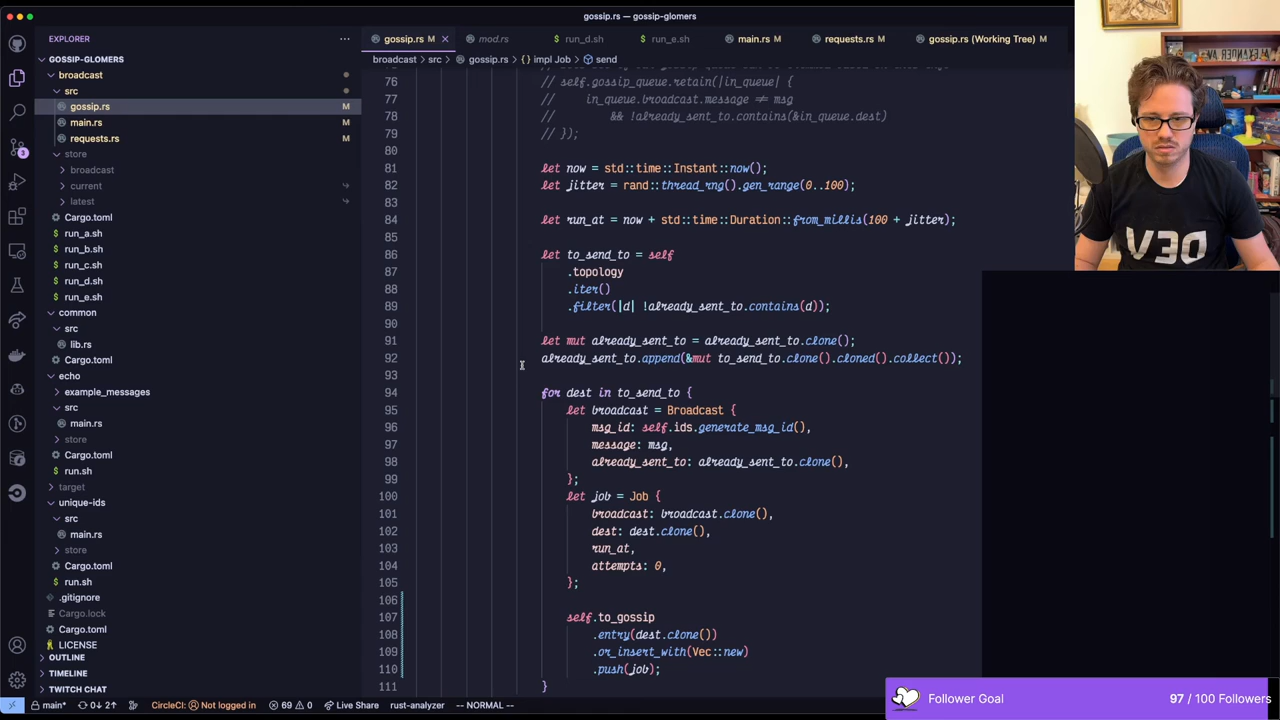 gossip.rs — gossip-glomers
EXPLORER
GOSSIP-GLOMERS
broadcast
src
gossip.rs M
main.rs M
requests.rs M
store
broadcast
current
latest
Cargo.toml
run_a.sh
run_b.sh
run_c.sh
run_d.sh
run_e.sh
common
src
lib.rs
Cargo.toml
echo
example_messages
src
main.rs
store
Cargo.toml
run.sh
target
unique-ids
src
main.rs
store
Cargo.toml
run.sh
.gitignore
Cargo.lock
Cargo.toml
LICENSE
OUTLINE
TIMELINE
TWITCH CHAT
gossip.rs M mod.rs run_d.sh run_e.sh main.rs M requests.rs M gossip.rs (Working Tree) M
broadcast > src > gossip.rs > {} impl Job > send
76 // self.gossip_queue.retain(|in_queue| {
77 // in_queue.broadcast.message ≠ msg
78 // && !already_sent_to.contains(&in_queue.dest)
79 // });
80
81 let now = std::time::Instant::now();
82 let jitter = rand::thread_rng().gen_range(0..100);
83
84 let run_at = now + std::time::Duration::from_millis(100 + jitter);
85
86 let to_send_to = self
87 .topology
88 .iter()
89 .filter(|d| !already_sent_to.contains(d));
90
91 let mut already_sent_to = already_sent_to.clone();
92 already_sent_to.append(&mut to_send_to.clone().cloned().collect());
93
94 for dest in to_send_to {
95 let broadcast = Broadcast {
96 msg_id: self.ids.generate_msg_id(),
97 message: msg,
98 already_sent_to: already_sent_to.clone(),
99 };
100 let job = Job {
101 broadcast: broadcast.clone(),
102 dest: dest.clone(),
103 run_at,
104 attempts: 0,
105 };
106
107 self.to_gossip
108 .entry(dest.clone())
109 .or_insert_with(Vec::new)
110 .push(job);
111 }
main* 0↓ 2↑ CircleCI: Not logged in 69 0 Live Share rust-analyzer -- NORMAL --
Follower Goal 97 / 100 Followers